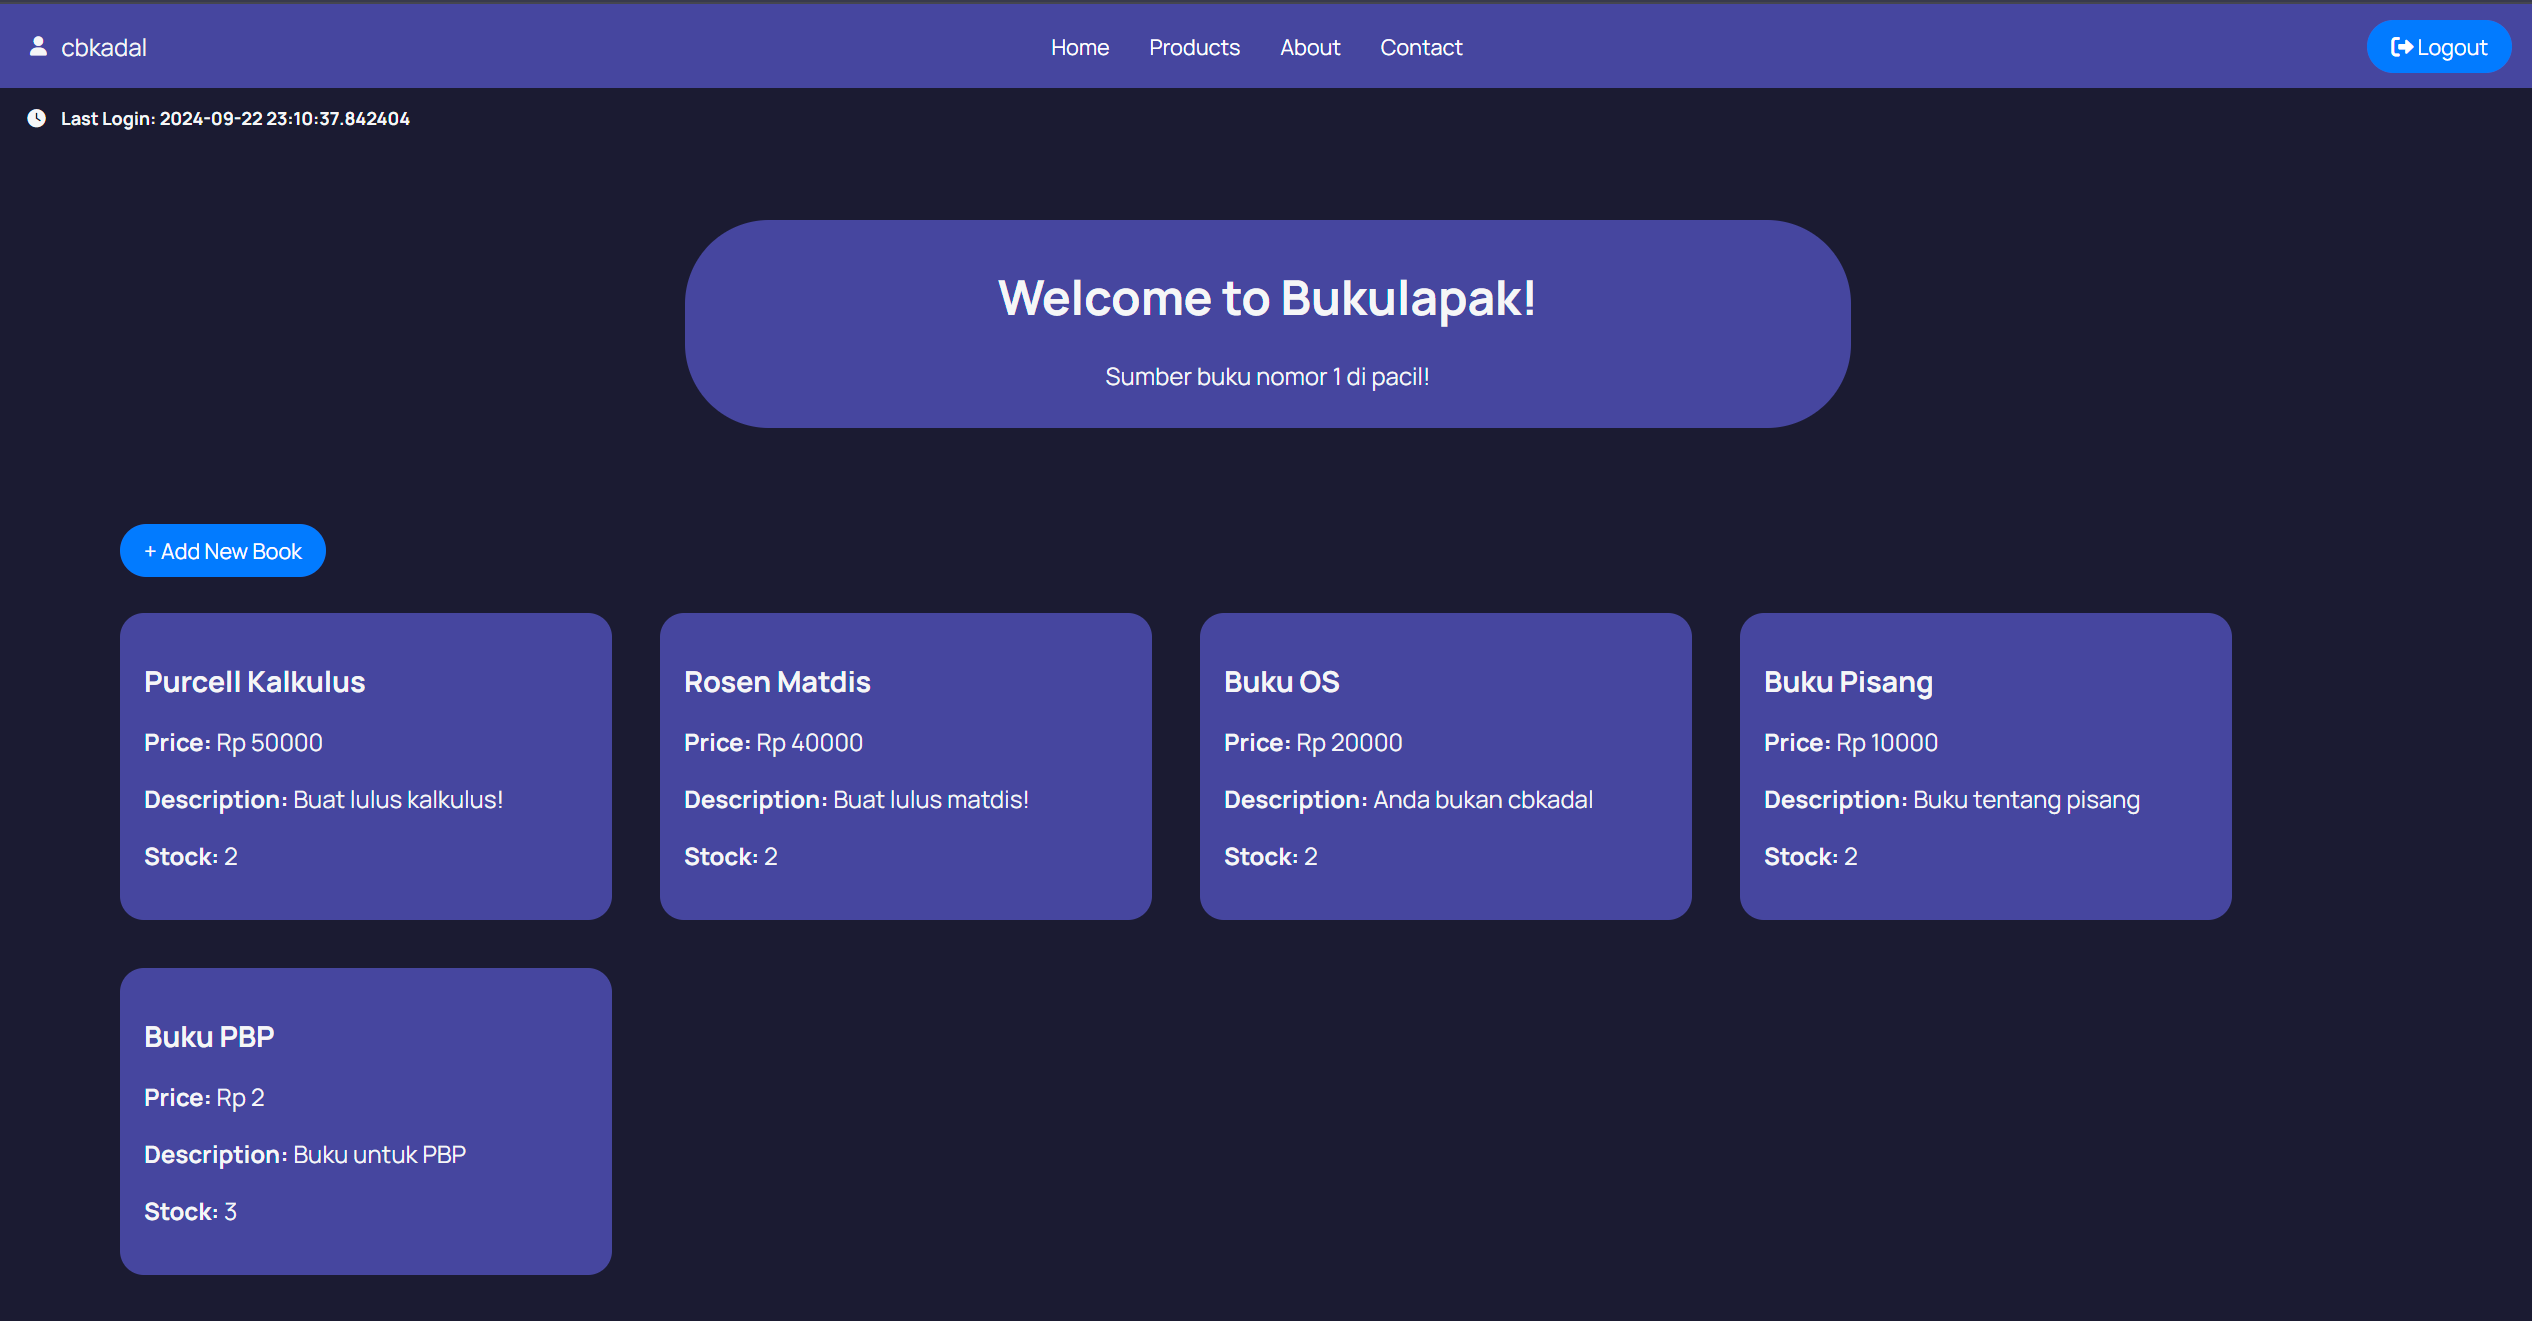 cbkadal
Home Products About Contact
Logout
Last Login: 2024-09-22 23:10:37.842404
Welcome to Bukulapak!
Sumber buku nomor 1 di pacil!
+ Add New Book
Purcell Kalkulus
Price: Rp 50000
Description: Buat lulus kalkulus!
Stock: 2
Rosen Matdis
Price: Rp 40000
Description: Buat lulus matdis!
Stock: 2
Buku OS
Price: Rp 20000
Description: Anda bukan cbkadal
Stock: 2
Buku Pisang
Price: Rp 10000
Description: Buku tentang pisang
Stock: 2
Buku PBP
Price: Rp 2
Description: Buku untuk PBP
Stock: 3